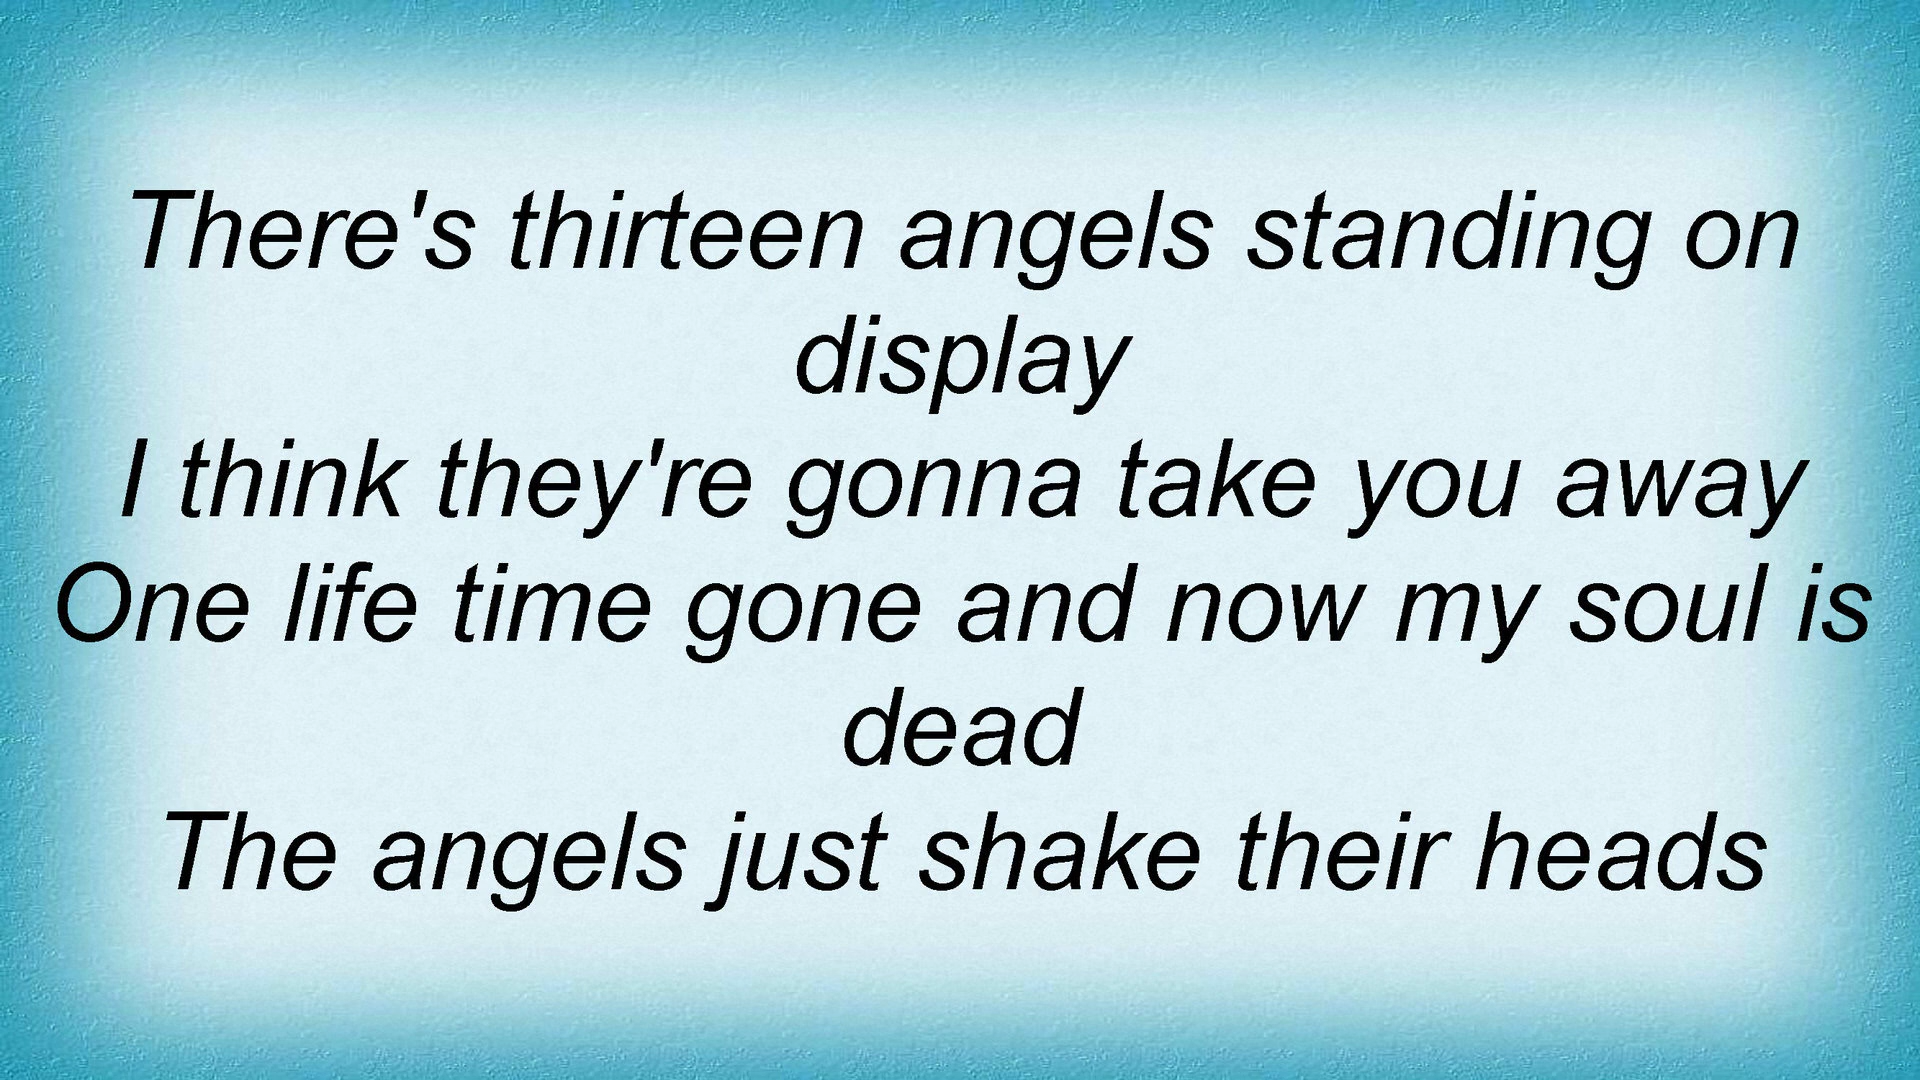 There's thirteen angels standing on
display
I think they're gonna take you away
One life time gone and now my soul is
dead
The angels just shake their heads